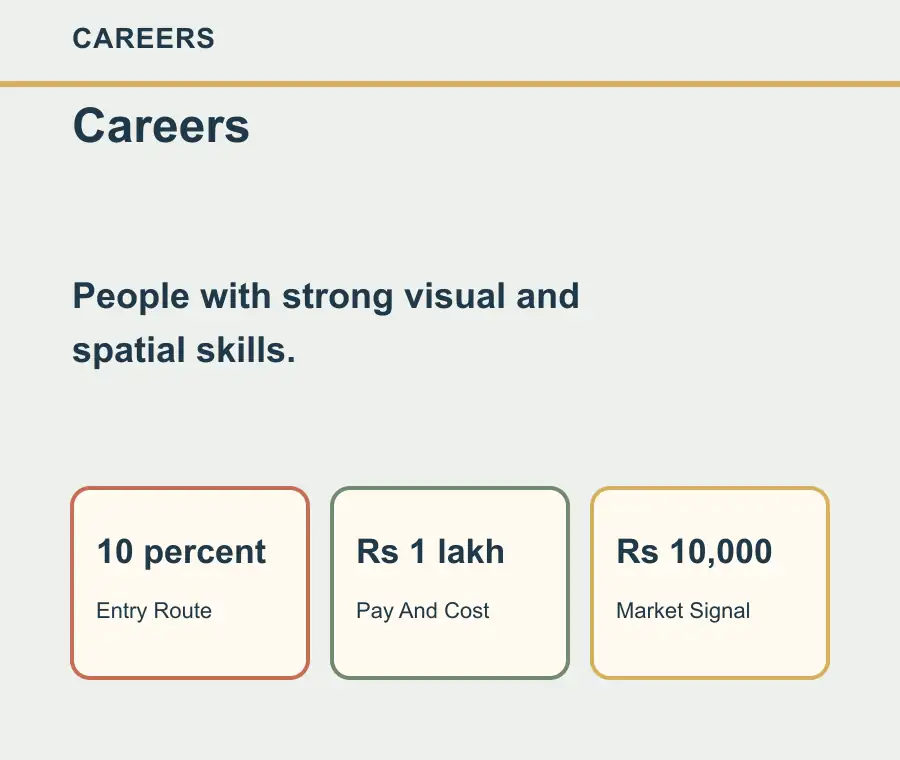 CAREERS
Careers
People with strong visual and
spatial skills.
10 percent
Entry Route
Rs 1 lakh
Pay And Cost
Rs 10,000
Market Signal